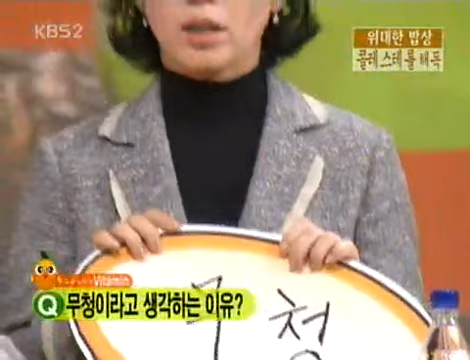 KBS2
위대한 밥상
콜레스테롤 해독
Vitamin
Q 무청이라고 생각하는 이유?
무청